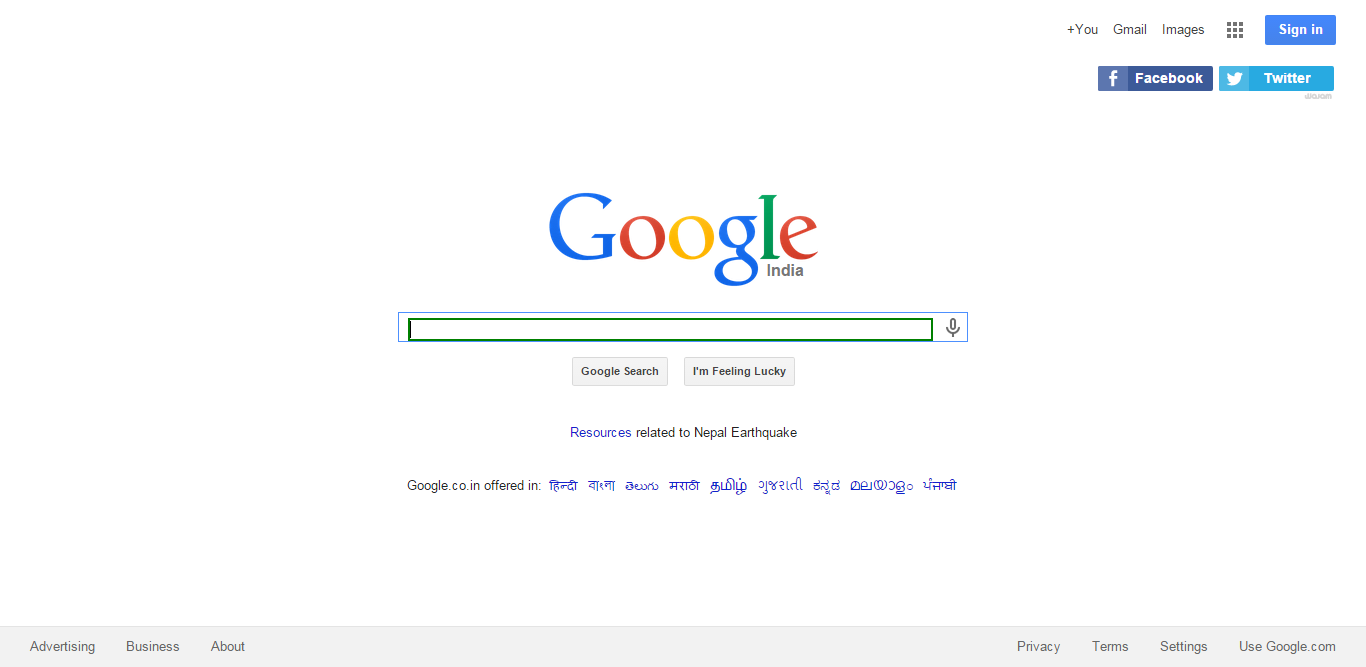 +You Gmail Images Sign in
Facebook Twitter
wajam
Google
India
Google Search I'm Feeling Lucky
Resources related to Nepal Earthquake
Google.co.in offered in: हिन्दी বাংলা తెలుగు मराठी தமிழ் ગુજરાતી ಕನ್ನಡ മലയാളം ਪੰਜਾਬੀ
Advertising Business About Privacy Terms Settings Use Google.com